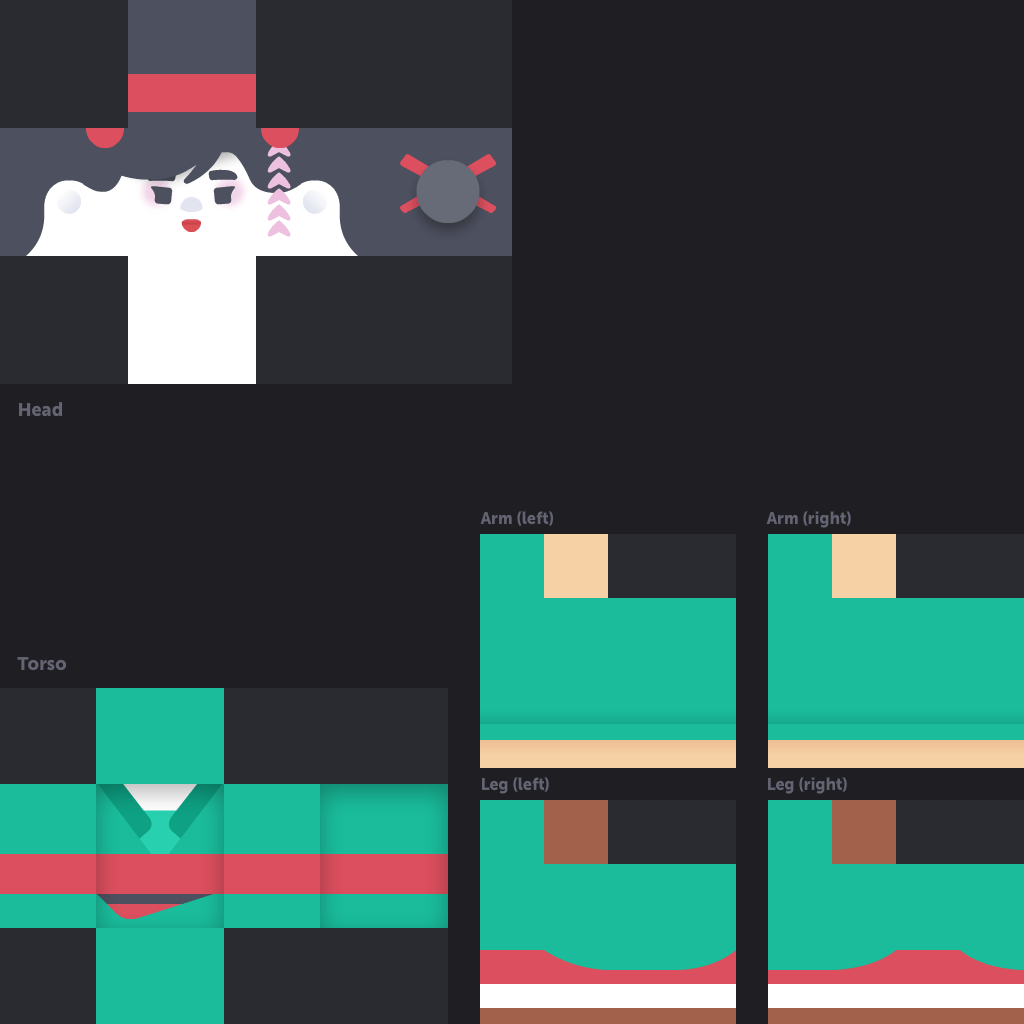 Head
Arm (left)
Arm (right)
Torso
Leg (left)
Leg (right)